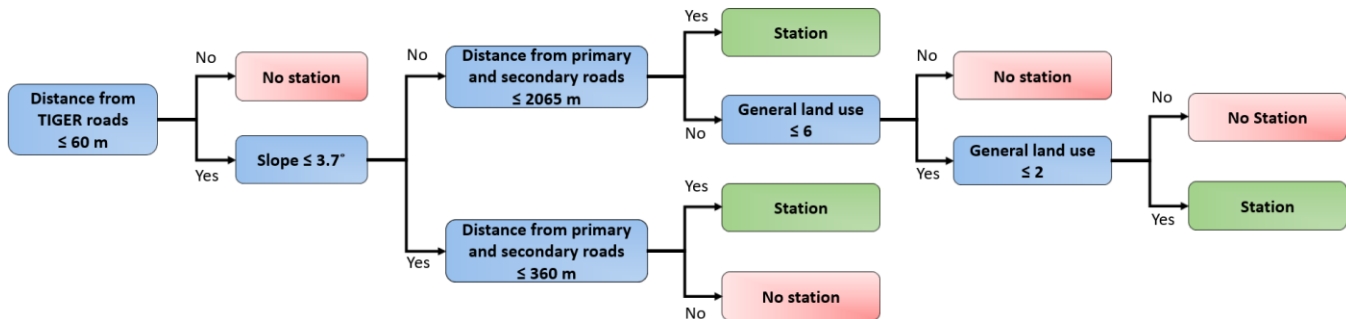 Distance from
TIGER roads
≤ 60 m
No
No station
Yes
Slope ≤ 3.7°
No
Distance from primary
and secondary roads
≤ 2065 m
Yes
Station
No
General land use
≤ 6
No
No station
Yes
General land use
≤ 2
No
No Station
Yes
Station
Yes
Distance from primary
and secondary roads
≤ 360 m
Yes
Station
No
No station